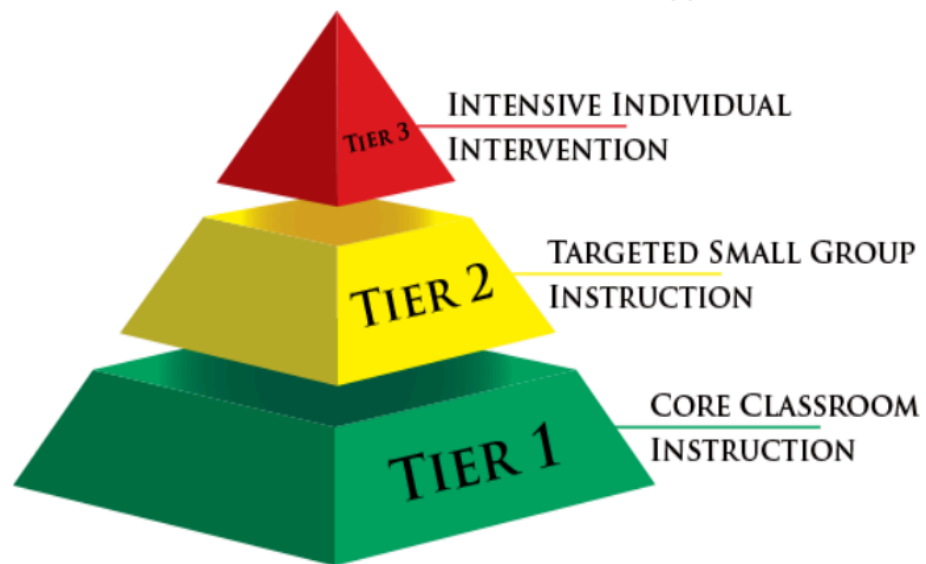 Tier 3
Intensive Individual
Intervention
Tier 2
Targeted Small Group
Instruction
Tier 1
Core Classroom
Instruction